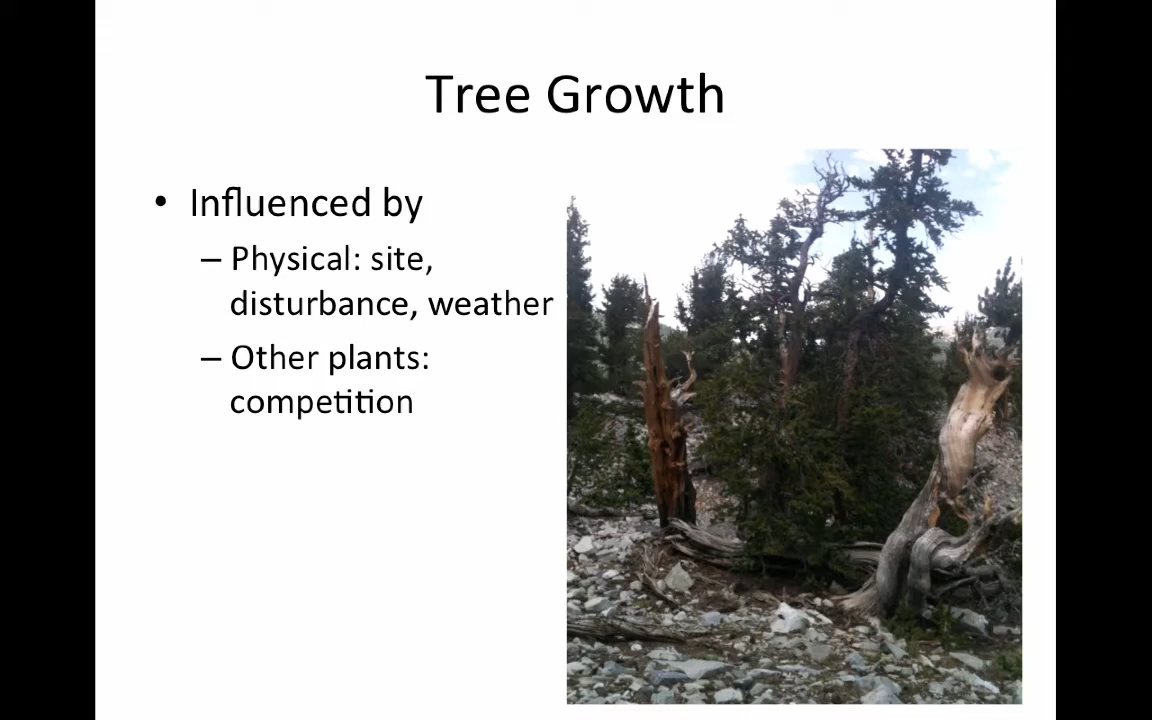 Tree Growth
• Influenced by
– Physical: site,
disturbance, weather
– Other plants:
competition